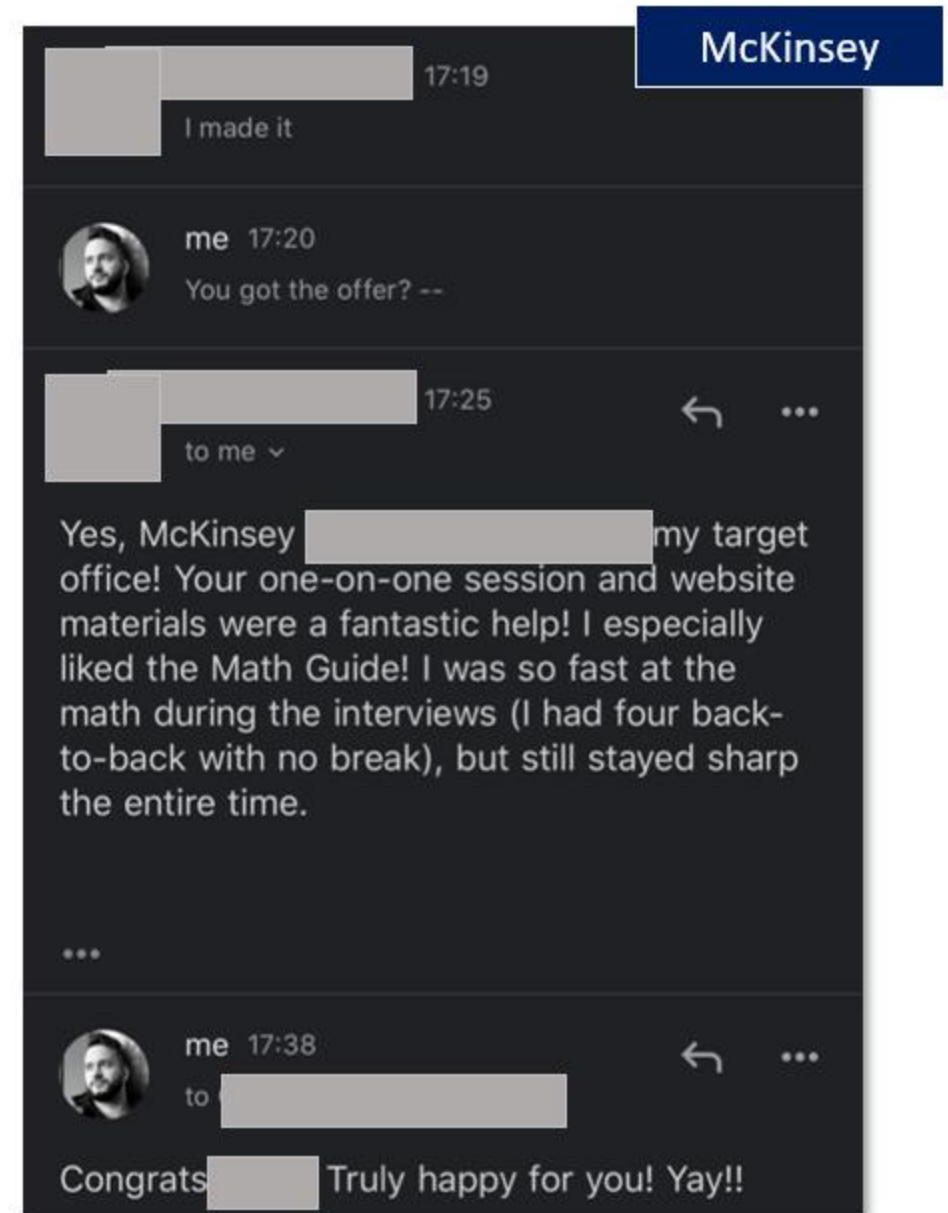 McKinsey
17:19
I made it
me 17:20
You got the offer? --
17:25
to me
Yes, McKinsey my target
office! Your one-on-one session and website
materials were a fantastic help! I especially
liked the Math Guide! I was so fast at the
math during the interviews (I had four back-
to-back with no break), but still stayed sharp
the entire time.
me 17:38
to
Congrats Truly happy for you! Yay!!